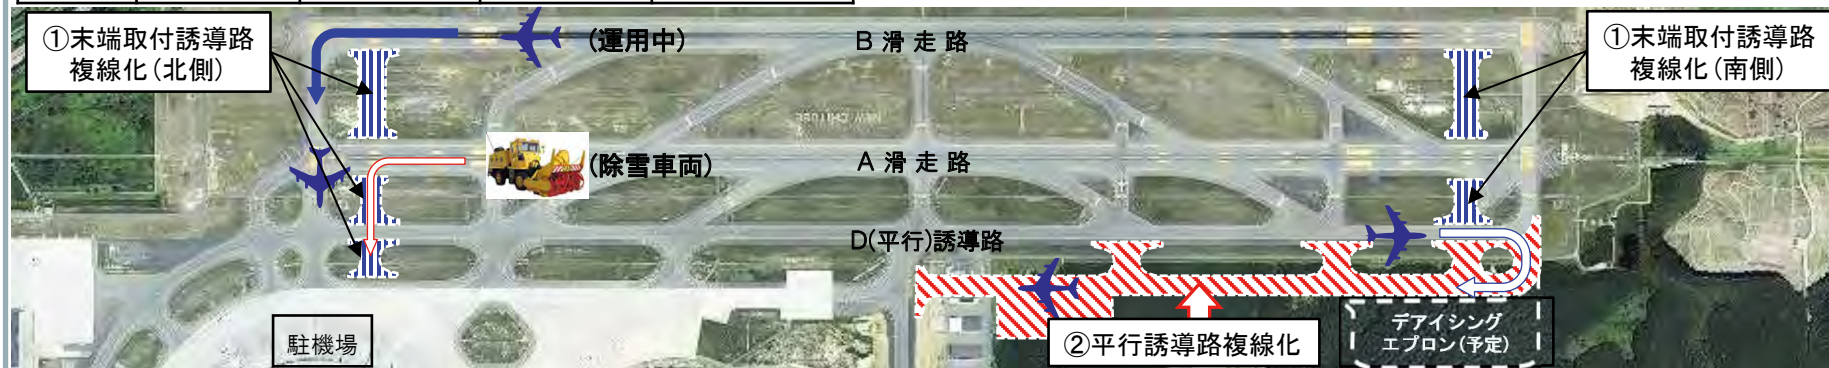 ①末端取付誘導路
複線化(北側)
(運用中)
B 滑 走 路
①末端取付誘導路
複線化(南側)
NEW CHITOSE
(除雪車両)
A 滑 走 路
D(平行)誘導路
駐機場
②平行誘導路複線化
デアイシング
エプロン(予定)